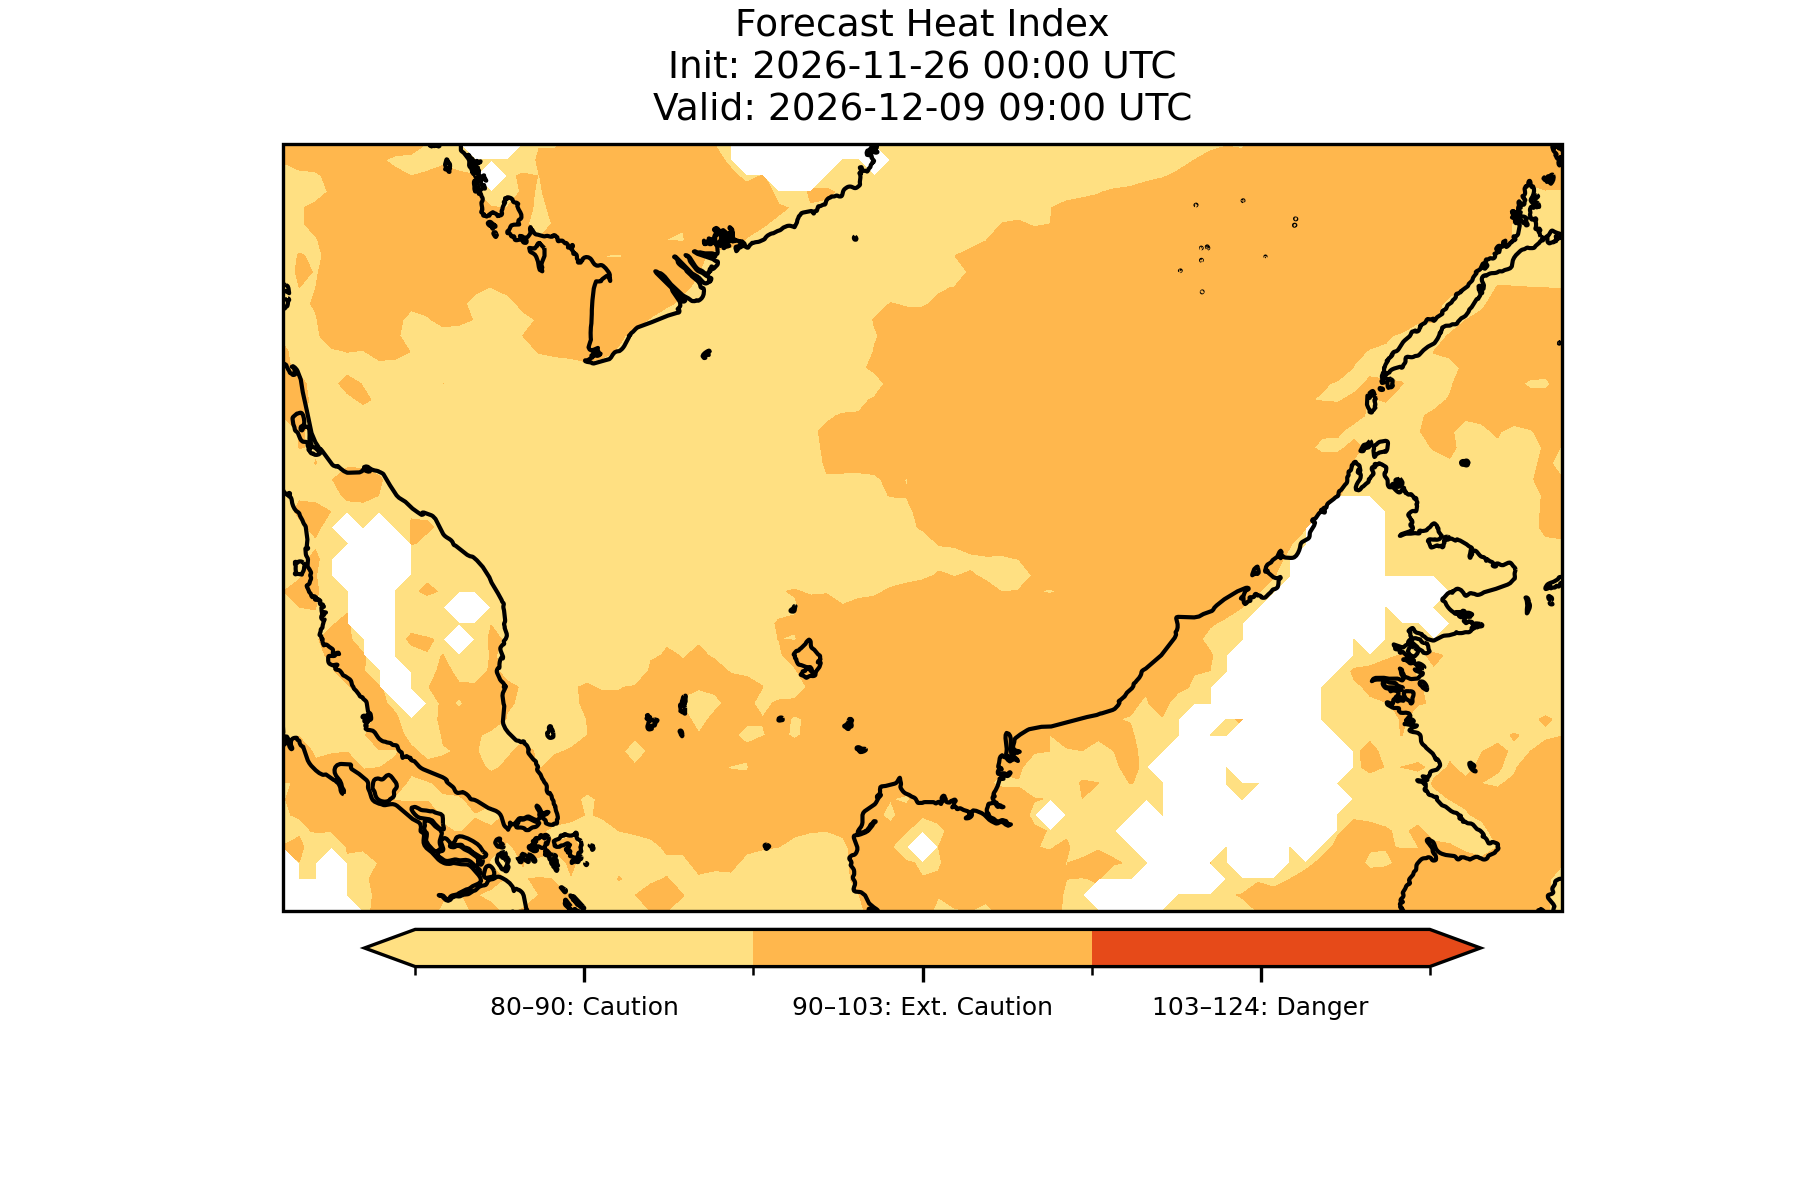 Forecast Heat Index
Init: 2026-11-26 00:00 UTC
Valid: 2026-12-09 09:00 UTC
80–90: Caution
90–103: Ext. Caution
103–124: Danger